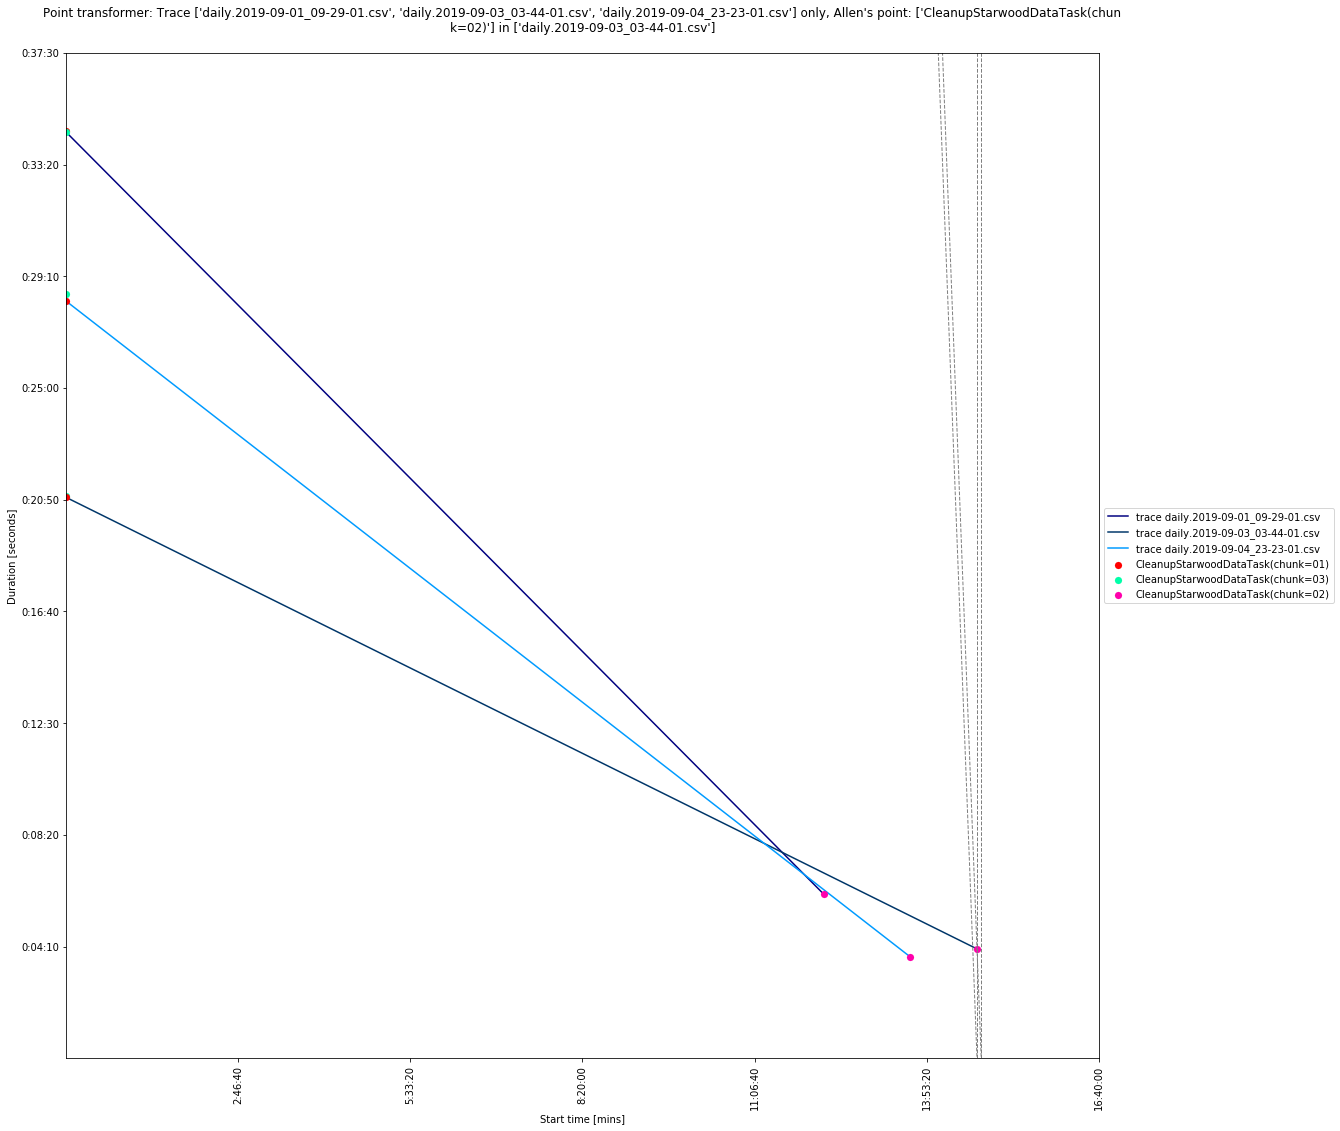 Point transformer: Trace ['daily.2019-09-01_09-29-01.csv', 'daily.2019-09-03_03-44-01.csv', 'daily.2019-09-04_23-23-01.csv'] only, Allen's point: ['CleanupStarwoodDataTask(chun
k=02)'] in ['daily.2019-09-03_03-44-01.csv']
0:37:30
0:33:20
0:29:10
0:25:00
0:20:50
0:16:40
0:12:30
0:08:20
0:04:10
Duration [seconds]
trace daily.2019-09-01_09-29-01.csv
trace daily.2019-09-03_03-44-01.csv
trace daily.2019-09-04_23-23-01.csv
CleanupStarwoodDataTask(chunk=01)
CleanupStarwoodDataTask(chunk=03)
CleanupStarwoodDataTask(chunk=02)
2:46:40
5:33:20
8:20:00
11:06:40
13:53:20
16:40:00
Start time [mins]